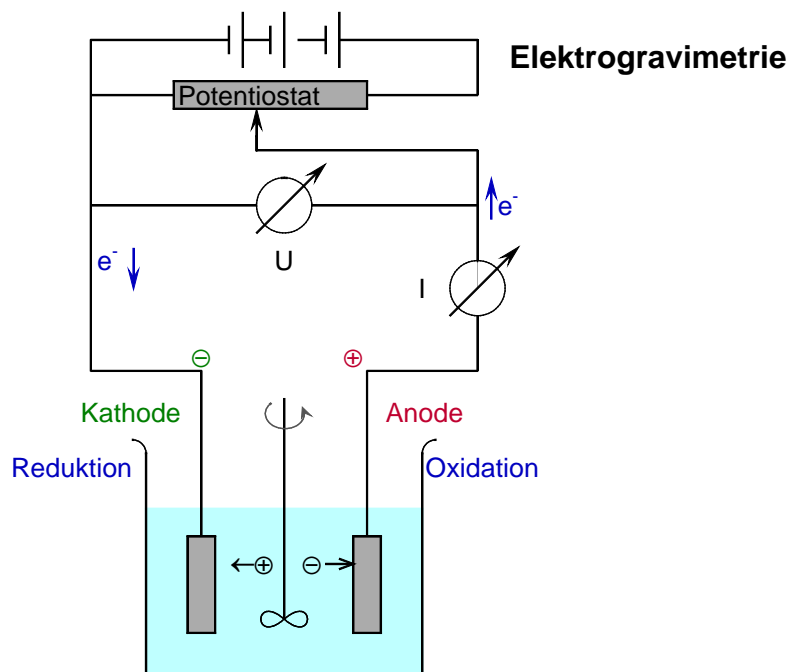 Elektrogravimetrie
Potentiostat
e-
e-
U
I
⊖
⊕
Kathode
Anode
Reduktion
Oxidation
←⊕
⊖→